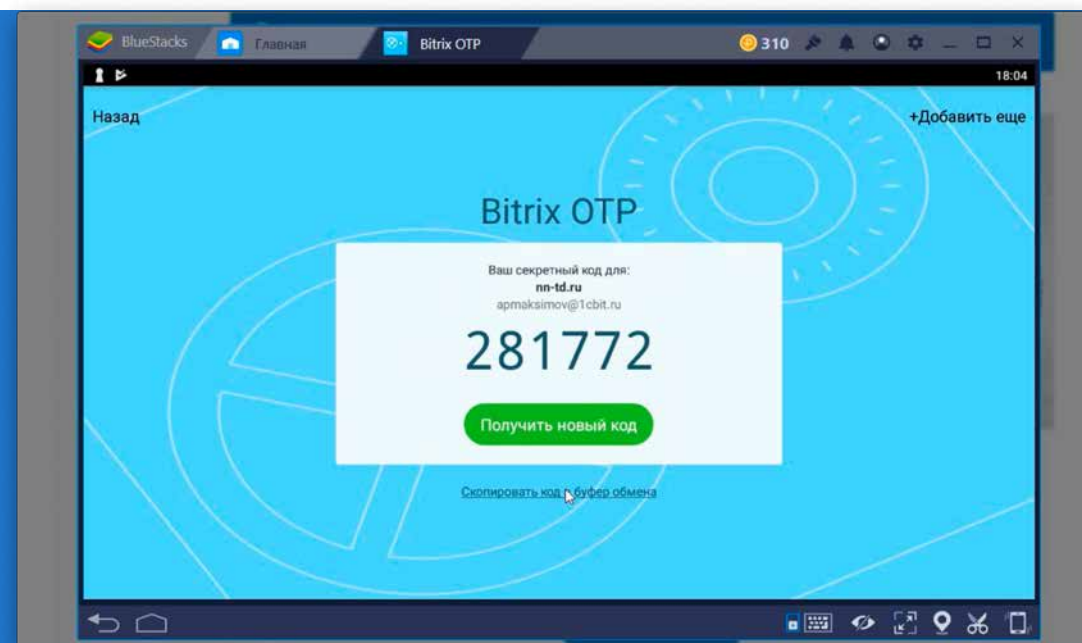 BlueStacks Главная Bitrix OTP 310
18:04
Назад +Добавить еще
Bitrix OTP
Ваш секретный код для:
nn-td.ru
apmaksimov@1cbit.ru
281772
Получить новый код
Скопировать код в буфер обмена